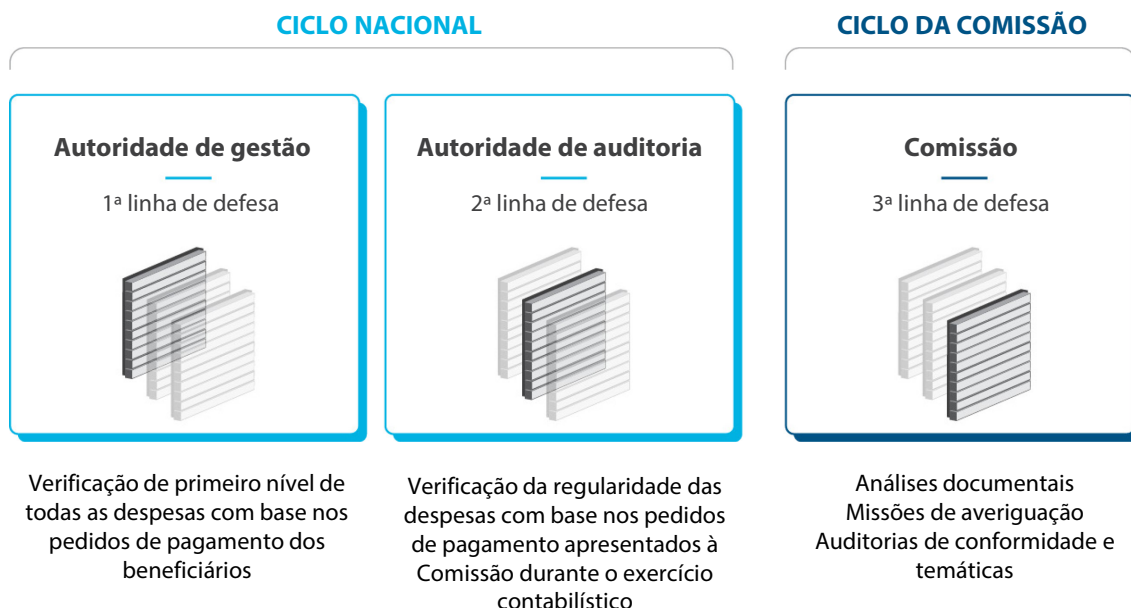 CICLO NACIONAL
CICLO DA COMISSÃO
Autoridade de gestão
1ª linha de defesa
Autoridade de auditoria
2ª linha de defesa
Comissão
3ª linha de defesa
Verificação de primeiro nível de
todas as despesas com base nos
pedidos de pagamento dos
beneficiários
Verificação da regularidade das
despesas com base nos pedidos
de pagamento apresentados à
Comissão durante o exercício
contabilístico
Análises documentais
Missões de averiguação
Auditorias de conformidade e
temáticas